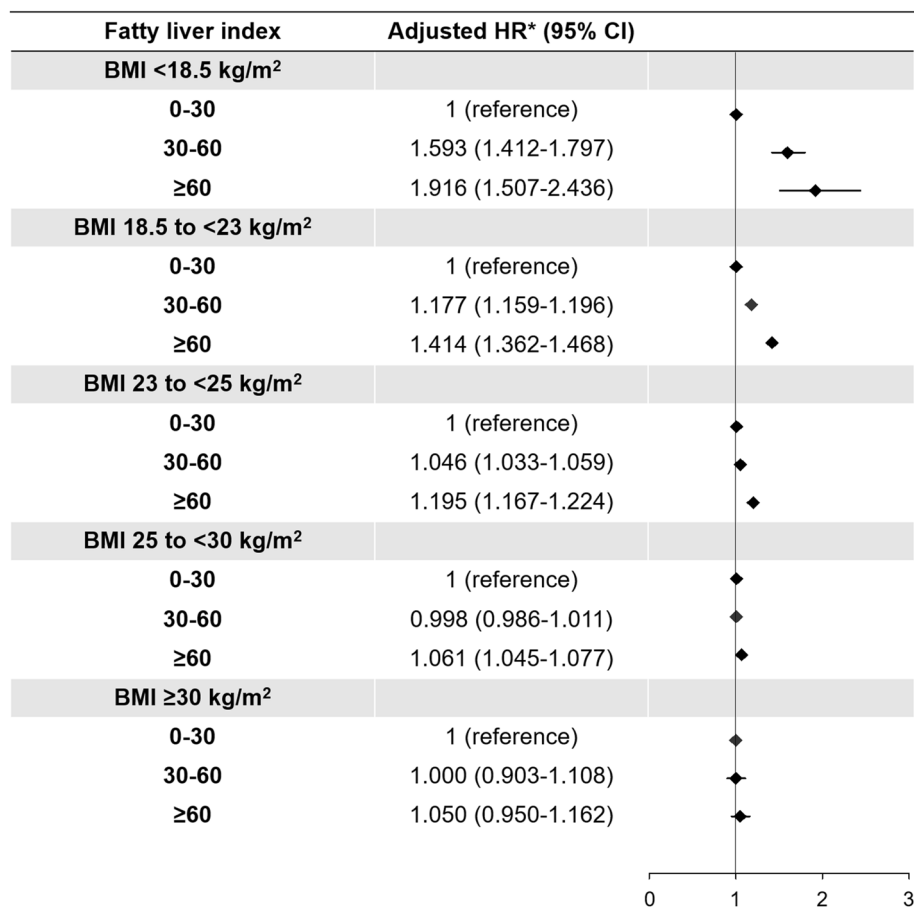 Fatty liver index Adjusted HR* (95% CI)
BMI <18.5 kg/m²
0-30 1 (reference)
30-60 1.593 (1.412-1.797)
≥60 1.916 (1.507-2.436)
BMI 18.5 to <23 kg/m²
0-30 1 (reference)
30-60 1.177 (1.159-1.196)
≥60 1.414 (1.362-1.468)
BMI 23 to <25 kg/m²
0-30 1 (reference)
30-60 1.046 (1.033-1.059)
≥60 1.195 (1.167-1.224)
BMI 25 to <30 kg/m²
0-30 1 (reference)
30-60 0.998 (0.986-1.011)
≥60 1.061 (1.045-1.077)
BMI ≥30 kg/m²
0-30 1 (reference)
30-60 1.000 (0.903-1.108)
≥60 1.050 (0.950-1.162)
0 1 2 3